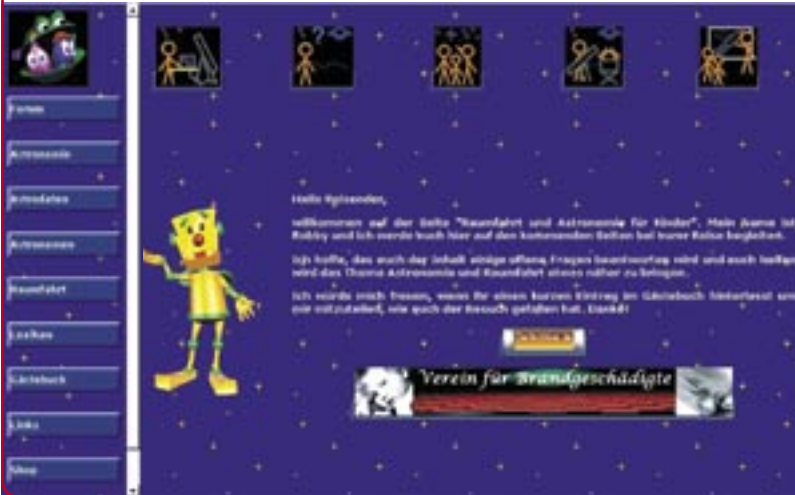 Forum
Astronomie
Astrodaten
Astronomen
Raumfahrt
Lexikon
Gästebuch
Links
Shop
Hallo Reisender,
willkommen auf der Seite "Raumfahrt und Astronomie für Kinder". Mein Name ist
Robby und ich werde Euch hier auf den kommenden Seiten bei Eurer Reise begleiten.
Ich hoffe, das euch der Inhalt einige offene Fragen beantworten wird und euch helfen
wird das Thema Astronomie und Raumfahrt etwas näher zu bringen.
Ich würde mich freuen, wenn ihr einen kurzen Eintrag im Gästebuch hinterlasst um
mir mitzuteilen, wie euch der Besuch gefallen hat. Danke!
Verein für Brandgeschädigte